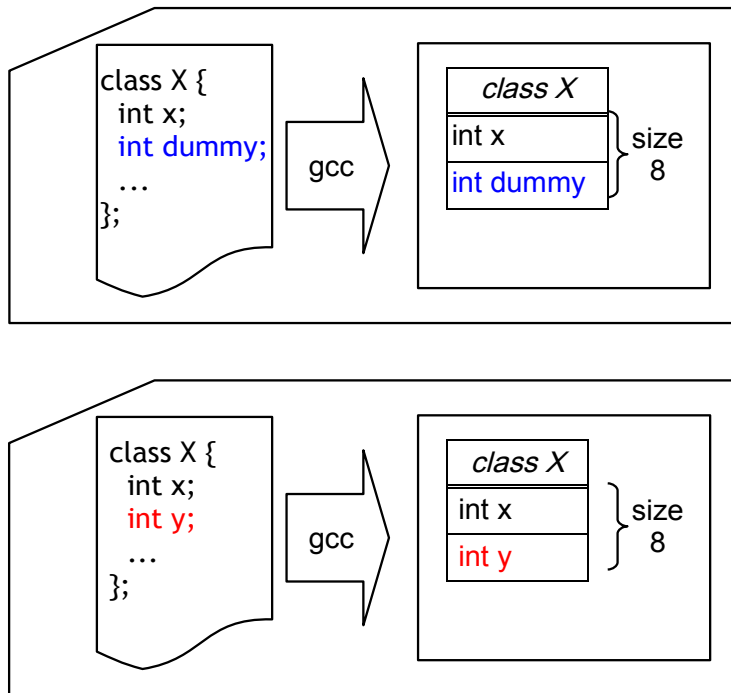 class X {
int x;
int dummy;
...
};
gcc
class X
int x
int dummy
size
8
class X {
int x;
int y;
...
};
gcc
class X
int x
int y
size
8